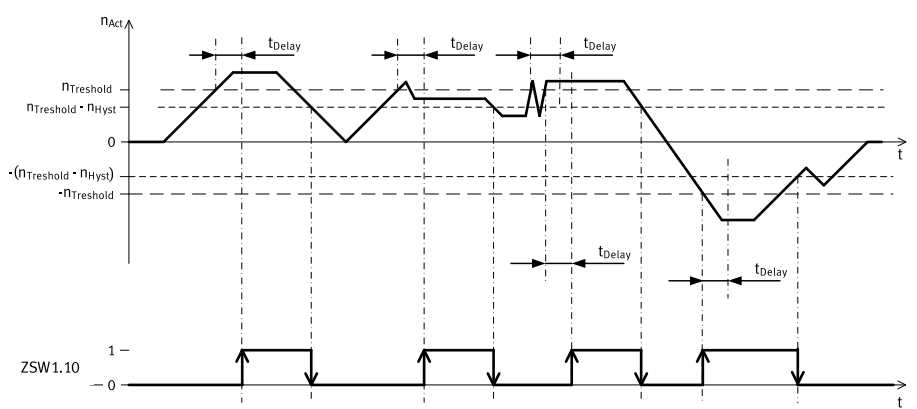 nAct
tDelay
tDelay
tDelay
nTreshold
nTreshold - nHyst
0
t
-(nTreshold - nHyst)
-nTreshold
tDelay
tDelay
1
ZSW1.10
0
t